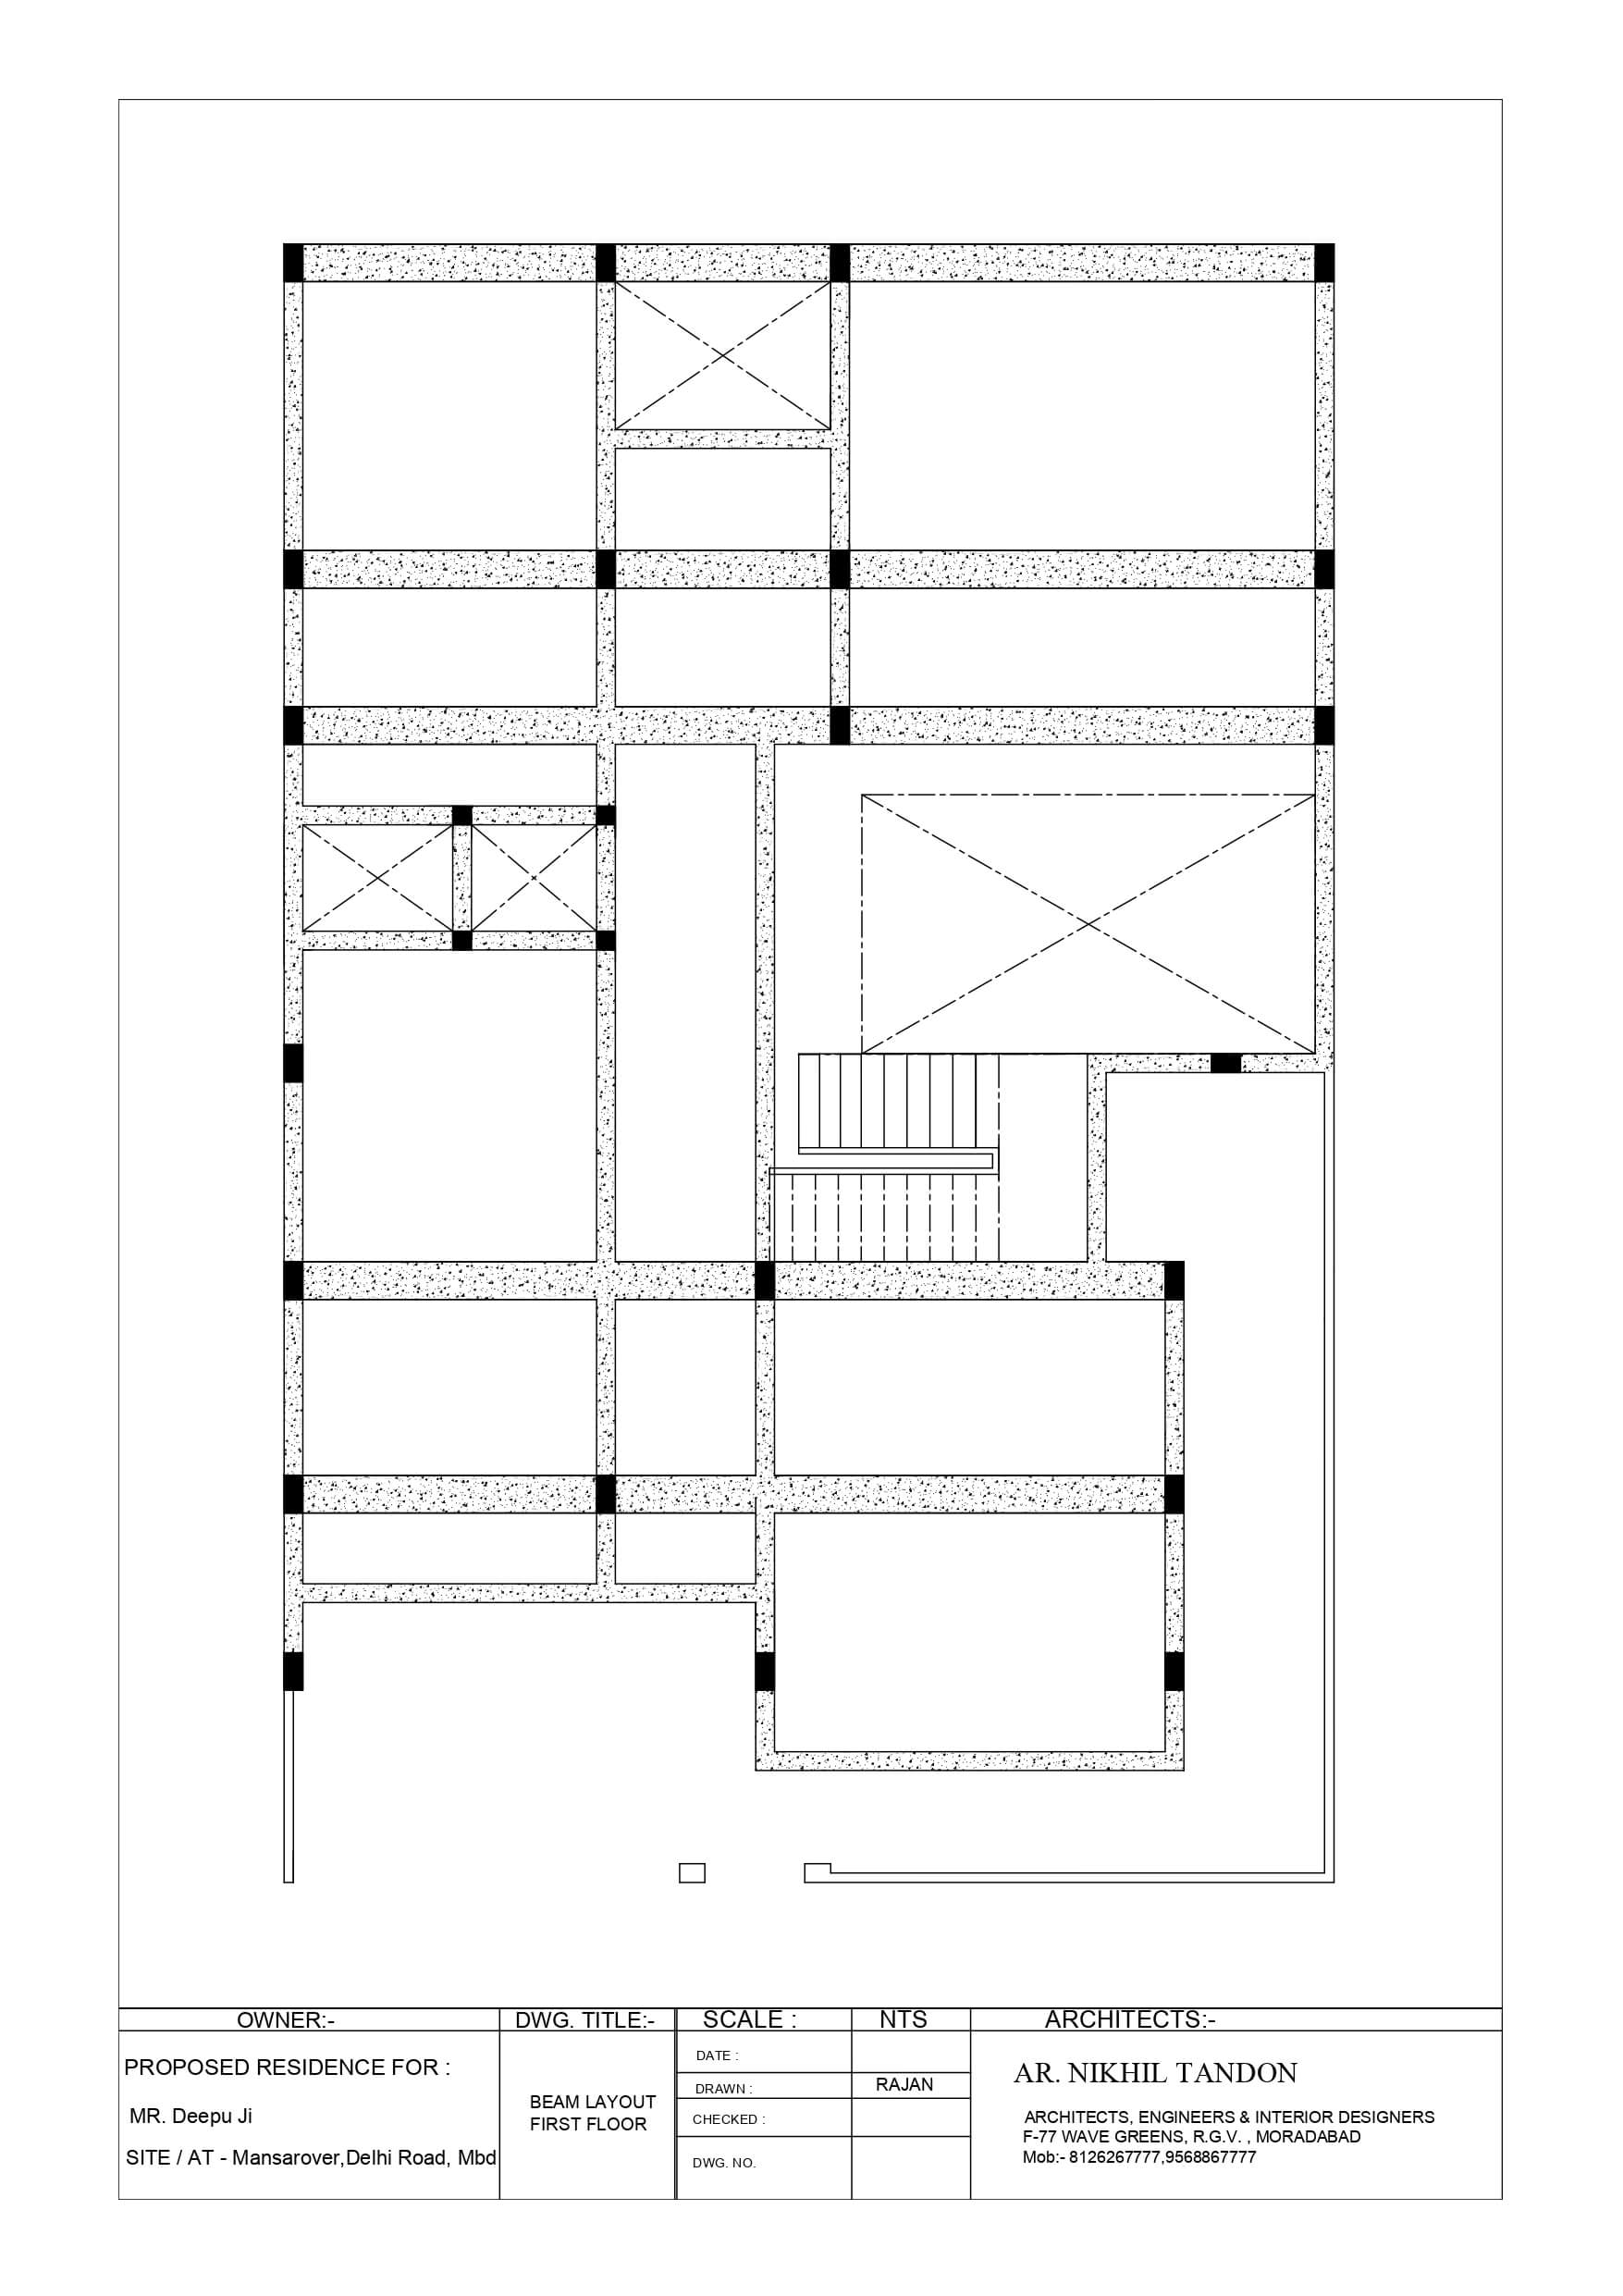 OWNER:-
PROPOSED RESIDENCE FOR :
MR. Deepu Ji
SITE / AT - Mansarover,Delhi Road, Mbd
DWG. TITLE:-
BEAM LAYOUT
FIRST FLOOR
SCALE : NTS
DATE :
DRAWN : RAJAN
CHECKED :
DWG. NO.
ARCHITECTS:-
AR. NIKHIL TANDON
ARCHITECTS, ENGINEERS & INTERIOR DESIGNERS
F-77 WAVE GREENS, R.G.V. , MORADABAD
Mob:- 8126267777,9568867777